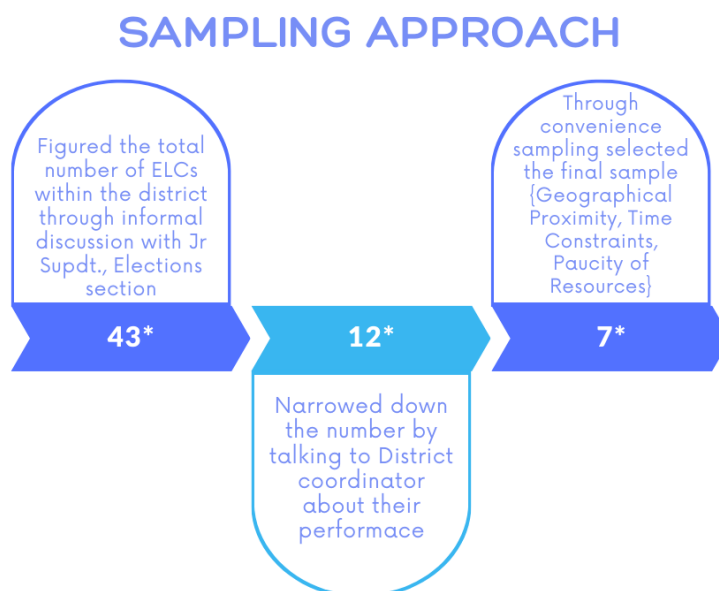 SAMPLING APPROACH
Figured the total
number of ELCs
within the district
through informal
discussion with Jr
Supdt., Elections
section
43*
12*
Narrowed down
the number by
talking to District
coordinator
about their
performace
Through
convenience
sampling selected
the final sample
{Geographical
Proximity, Time
Constraints,
Paucity of
Resources}
7*